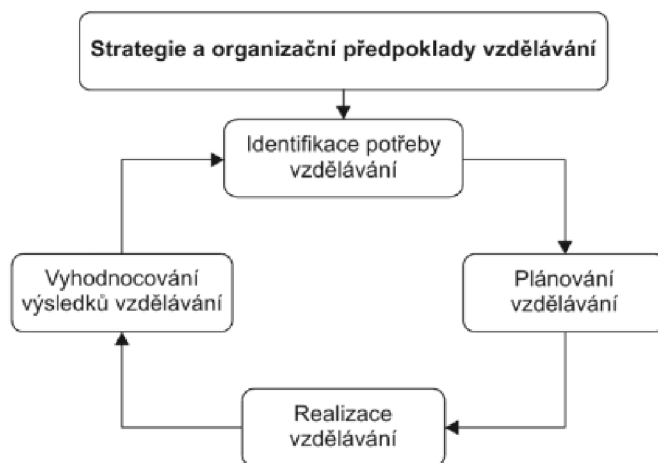 Strategie a organizační předpoklady vzdělávání
Identifikace potřeby
vzdělávání
Vyhodnocování
výsledků vzdělávání
Plánování
vzdělávání
Realizace
vzdělávání